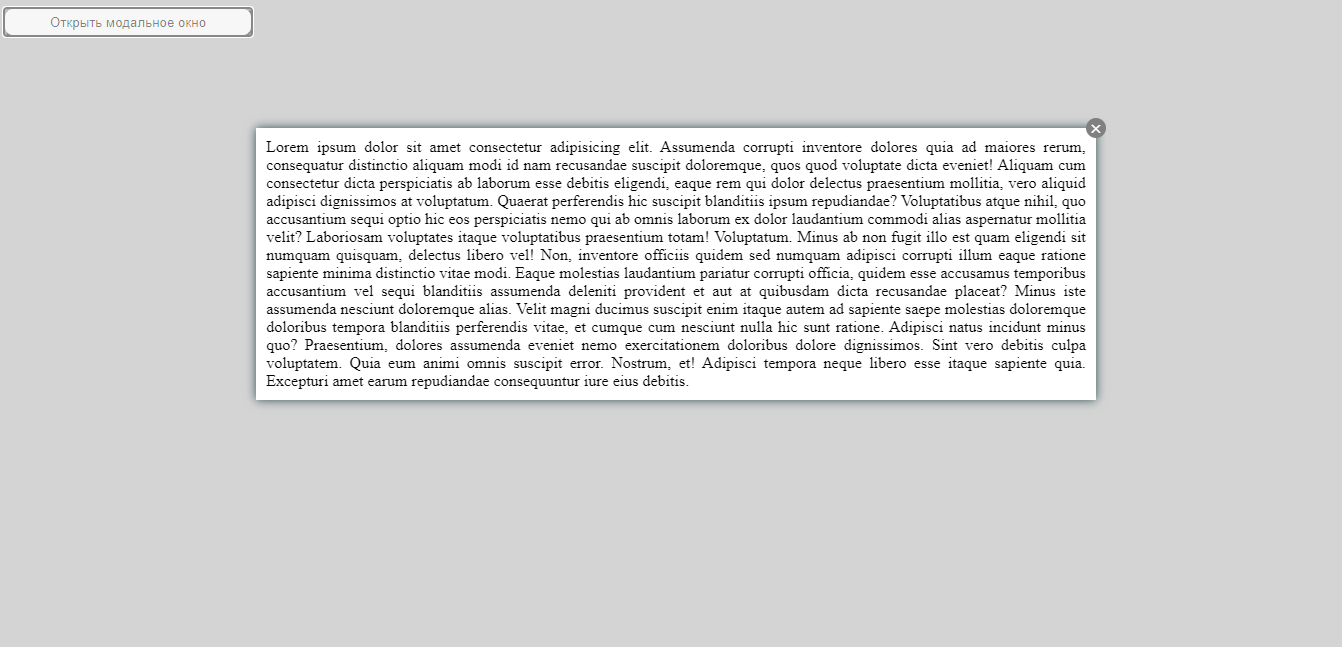 Открыть модальное окно
Lorem ipsum dolor sit amet consectetur adipisicing elit. Assumenda corrupti inventore dolores quia ad maiores rerum,
consequatur distinctio aliquam modi id nam recusandae suscipit doloremque, quos quod voluptate dicta eveniet! Aliquam cum
consectetur dicta perspiciatis ab laborum esse debitis eligendi, eaque rem qui dolor delectus praesentium mollitia, vero aliquid
adipisci dignissimos at voluptatum. Quaerat perferendis hic suscipit blanditiis ipsum repudiandae? Voluptatibus atque nihil, quo
accusantium sequi optio hic eos perspiciatis nemo qui ab omnis laborum ex dolor laudantium commodi alias aspernatur mollitia
velit? Laboriosam voluptates itaque voluptatibus praesentium totam! Voluptatum. Minus ab non fugit illo est quam eligendi sit
numquam quisquam, delectus libero vel! Non, inventore officiis quidem sed numquam adipisci corrupti illum eaque ratione
sapiente minima distinctio vitae modi. Eaque molestias laudantium pariatur corrupti officia, quidem esse accusamus temporibus
accusantium vel sequi blanditiis assumenda deleniti provident et aut at quibusdam dicta recusandae placeat? Minus iste
assumenda nesciunt doloremque alias. Velit magni ducimus suscipit enim itaque autem ad sapiente saepe molestias doloremque
doloribus tempora blanditiis perferendis vitae, et cumque cum nesciunt nulla hic sunt ratione. Adipisci natus incidunt minus
quo? Praesentium, dolores assumenda eveniet nemo exercitationem doloribus dolore dignissimos. Sint vero debitis culpa
voluptatem. Quia eum animi omnis suscipit error. Nostrum, et! Adipisci tempora neque libero esse itaque sapiente quia.
Excepturi amet earum repudiandae consequuntur iure eius debitis.